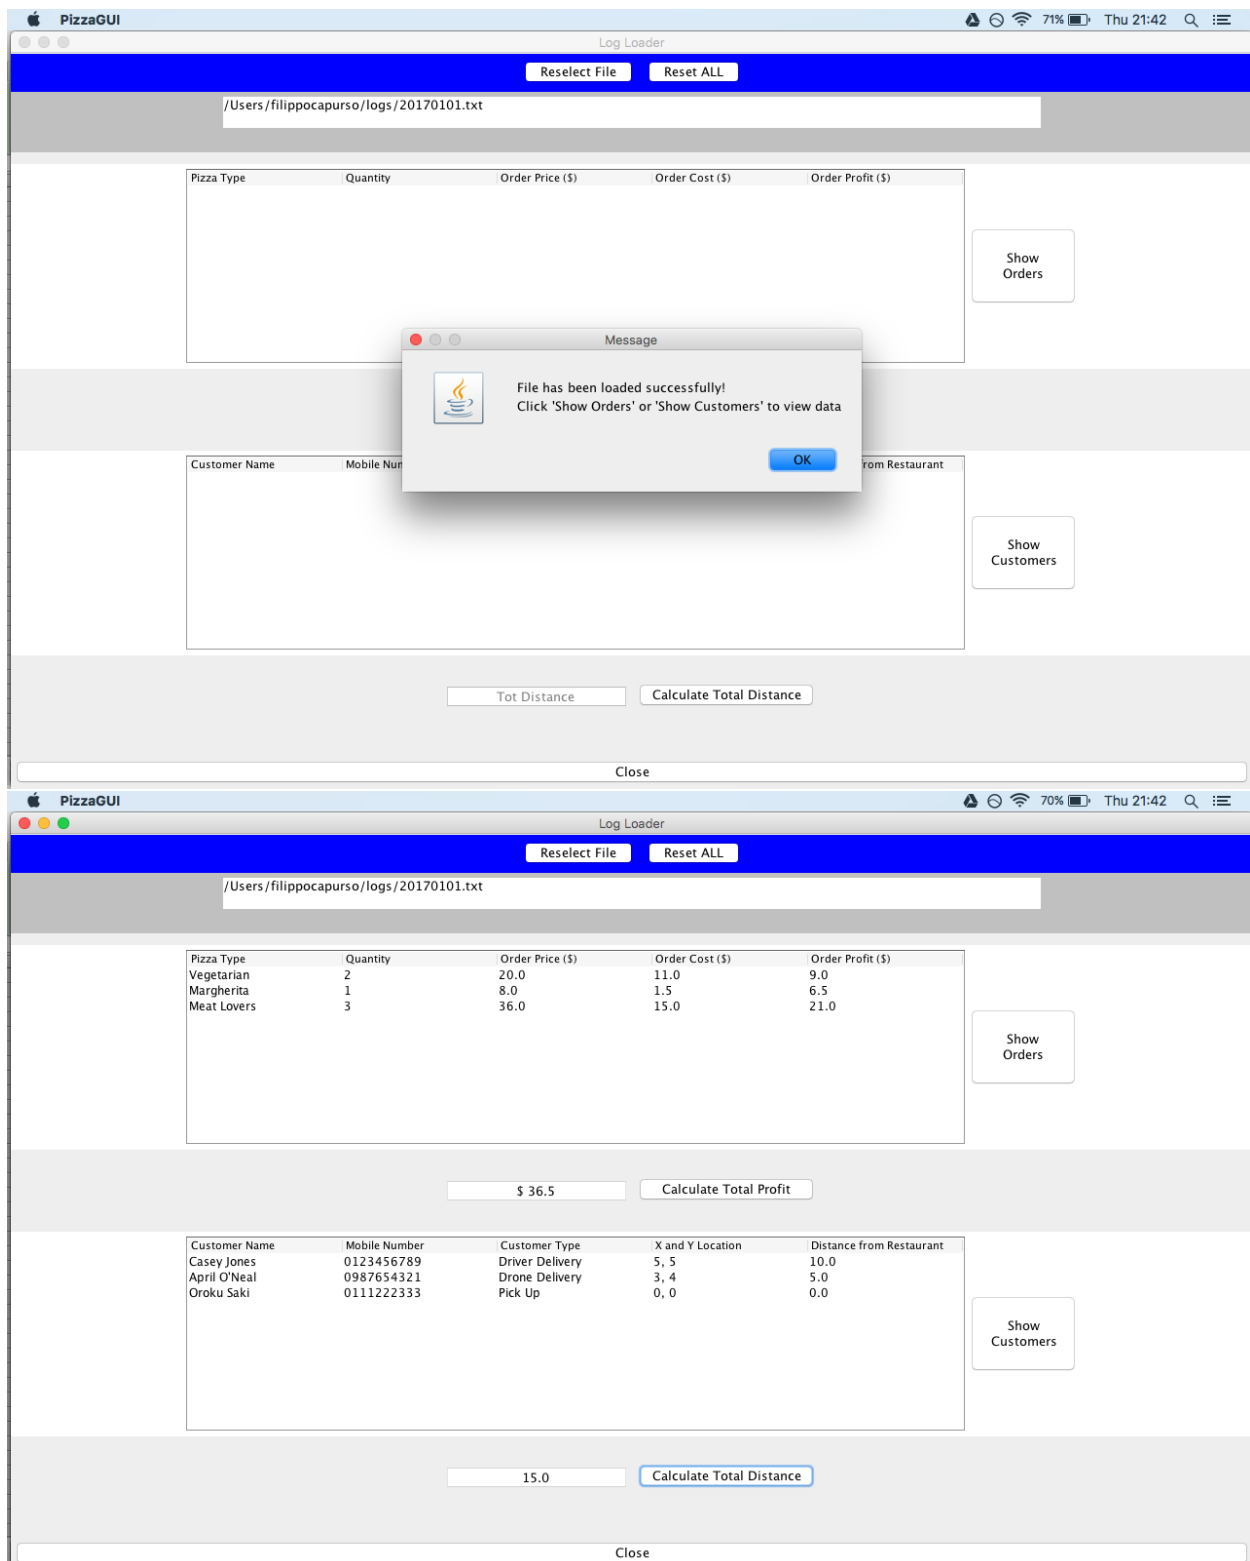 PizzaGUI 71% Thu 21:42
Log Loader
Reselect File Reset ALL
/Users/filippocapurso/logs/20170101.txt
Pizza Type Quantity Order Price ($) Order Cost ($) Order Profit ($)
Show
Orders
Message
File has been loaded successfully!
Click 'Show Orders' or 'Show Customers' to view data
OK
Customer Name Mobile Num rom Restaurant
Show
Customers
Tot Distance Calculate Total Distance
Close
PizzaGUI 70% Thu 21:42
Log Loader
Reselect File Reset ALL
/Users/filippocapurso/logs/20170101.txt
Pizza Type Quantity Order Price ($) Order Cost ($) Order Profit ($)
Vegetarian 2 20.0 11.0 9.0
Margherita 1 8.0 1.5 6.5
Meat Lovers 3 36.0 15.0 21.0
Show
Orders
$ 36.5 Calculate Total Profit
Customer Name Mobile Number Customer Type X and Y Location Distance from Restaurant
Casey Jones 0123456789 Driver Delivery 5, 5 10.0
April O'Neal 0987654321 Drone Delivery 3, 4 5.0
Oroku Saki 0111222333 Pick Up 0, 0 0.0
Show
Customers
15.0 Calculate Total Distance
Close